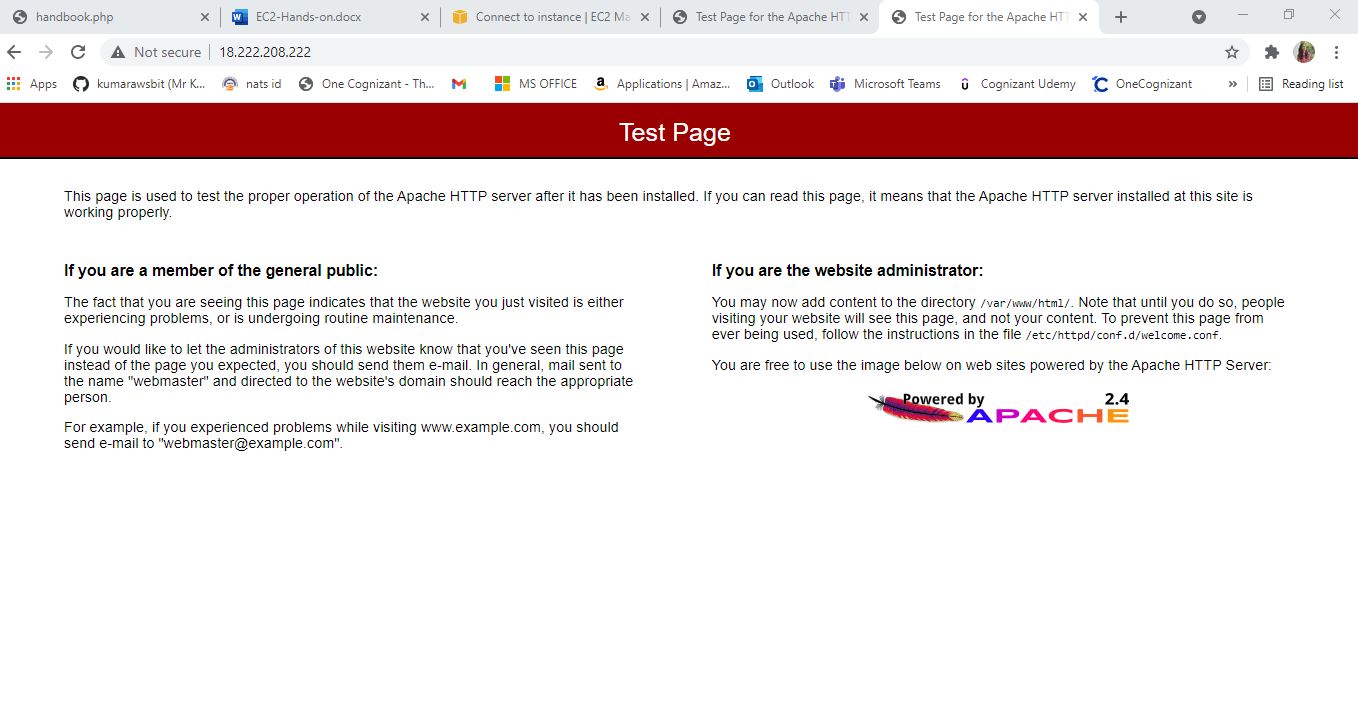 handbook.php
EC2-Hands-on.docx
Connect to instance | EC2 Ma
Test Page for the Apache HTT
Test Page for the Apache HTT
Not secure | 18.222.208.222
Apps
kumarawsbit (Mr K...
nats id
One Cognizant - Th...
MS OFFICE
Applications | Amaz...
Outlook
Microsoft Teams
Cognizant Udemy
OneCognizant
»
Reading list
Test Page
This page is used to test the proper operation of the Apache HTTP server after it has been installed. If you can read this page, it means that the Apache HTTP server installed at this site is
working properly.
If you are a member of the general public:
The fact that you are seeing this page indicates that the website you just visited is either
experiencing problems, or is undergoing routine maintenance.
If you would like to let the administrators of this website know that you've seen this page
instead of the page you expected, you should send them e-mail. In general, mail sent to
the name "webmaster" and directed to the website's domain should reach the appropriate
person.
For example, if you experienced problems while visiting www.example.com, you should
send e-mail to "webmaster@example.com".
If you are the website administrator:
You may now add content to the directory /var/www/html/. Note that until you do so, people
visiting your website will see this page, and not your content. To prevent this page from
ever being used, follow the instructions in the file /etc/httpd/conf.d/welcome.conf.
You are free to use the image below on web sites powered by the Apache HTTP Server:
Powered by 2.4
APACHE